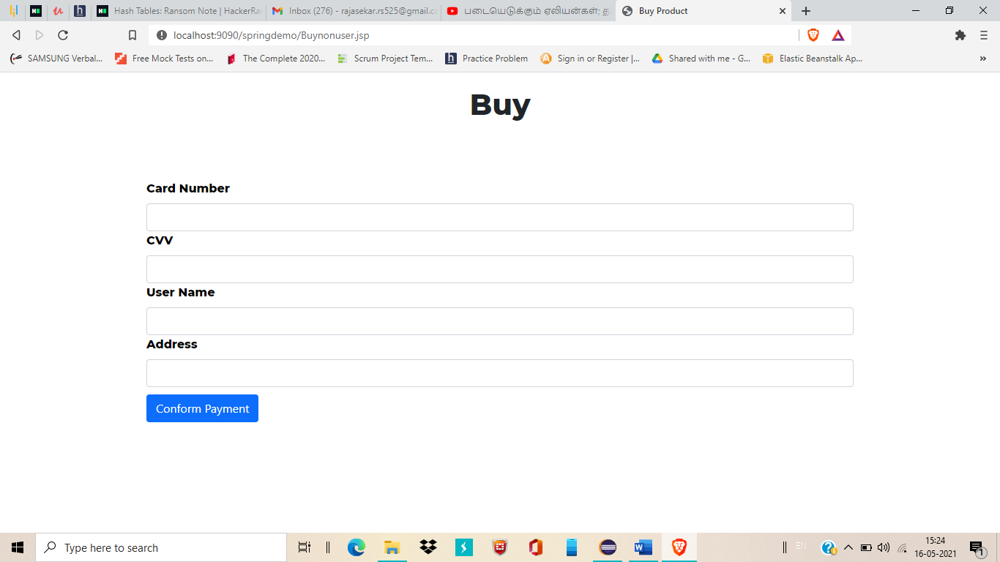 Hash Tables: Ransom Note | HackerRa
Inbox (276) - rajasekar.rs525@gmail.co
படையெடுக்கும் ஏலியன்கள்;
Buy Product
localhost:9090/springdemo/Buynonuser.jsp
SAMSUNG Verbal...
Free Mock Tests on...
The Complete 2020...
Scrum Project Tem...
Practice Problem
Sign in or Register |...
Shared with me - G...
Elastic Beanstalk Ap...
Buy
Card Number
CVV
User Name
Address
Conform Payment
Type here to search
EN
15:24
16-05-2021
1